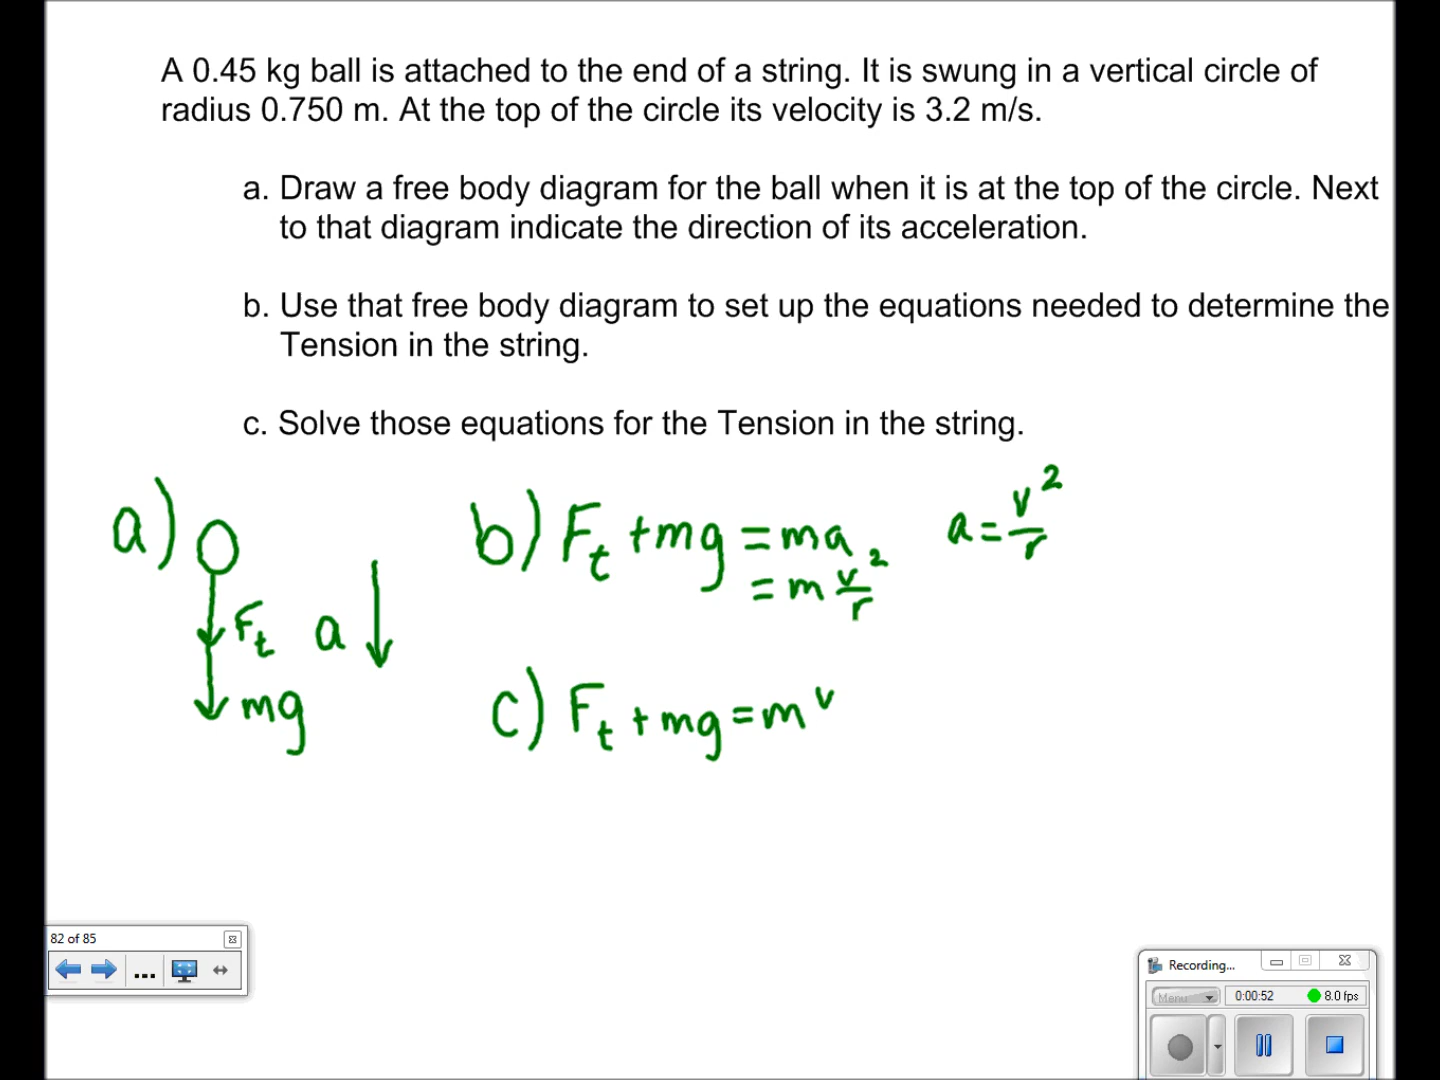 A 0.45 kg ball is attached to the end of a string. It is swung in a vertical circle of
radius 0.750 m. At the top of the circle its velocity is 3.2 m/s.
a. Draw a free body diagram for the ball when it is at the top of the circle. Next
to that diagram indicate the direction of its acceleration.
b. Use that free body diagram to set up the equations needed to determine the
Tension in the string.
c. Solve those equations for the Tension in the string.
a)
F_t
a
mg
b) F_t + mg = ma
= m v²/r
a = v²/r
c) F_t + mg = m v
82 of 85
...
Recording...
Menu
0:00:52
8.0 fps